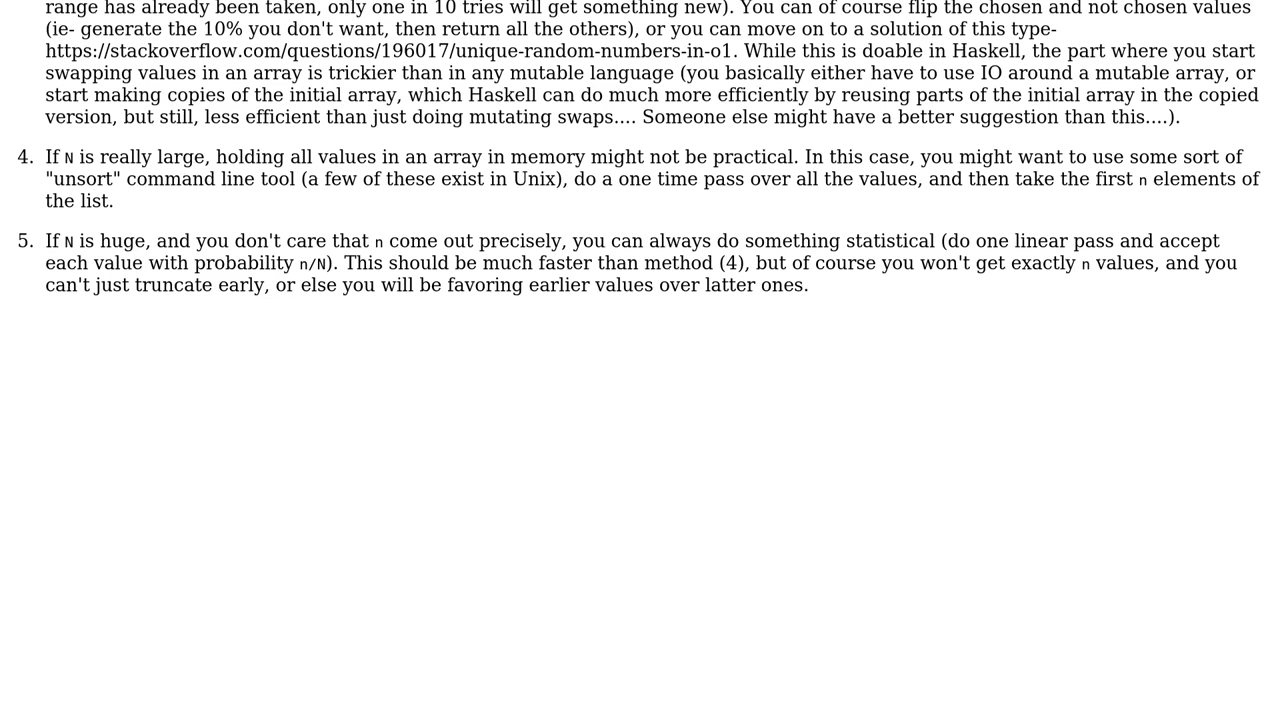 range has already been taken, only one in 10 tries will get something new). You can of course flip the chosen and not chosen values
(ie- generate the 10% you don't want, then return all the others), or you can move on to a solution of this type-
https://stackoverflow.com/questions/196017/unique-random-numbers-in-o1. While this is doable in Haskell, the part where you start
swapping values in an array is trickier than in any mutable language (you basically either have to use IO around a mutable array, or
start making copies of the initial array, which Haskell can do much more efficiently by reusing parts of the initial array in the copied
version, but still, less efficient than just doing mutating swaps.... Someone else might have a better suggestion than this....).
4. If N is really large, holding all values in an array in memory might not be practical. In this case, you might want to use some sort of
"unsort" command line tool (a few of these exist in Unix), do a one time pass over all the values, and then take the first n elements of
the list.
5. If N is huge, and you don't care that n come out precisely, you can always do something statistical (do one linear pass and accept
each value with probability n/N). This should be much faster than method (4), but of course you won't get exactly n values, and you
can't just truncate early, or else you will be favoring earlier values over latter ones.